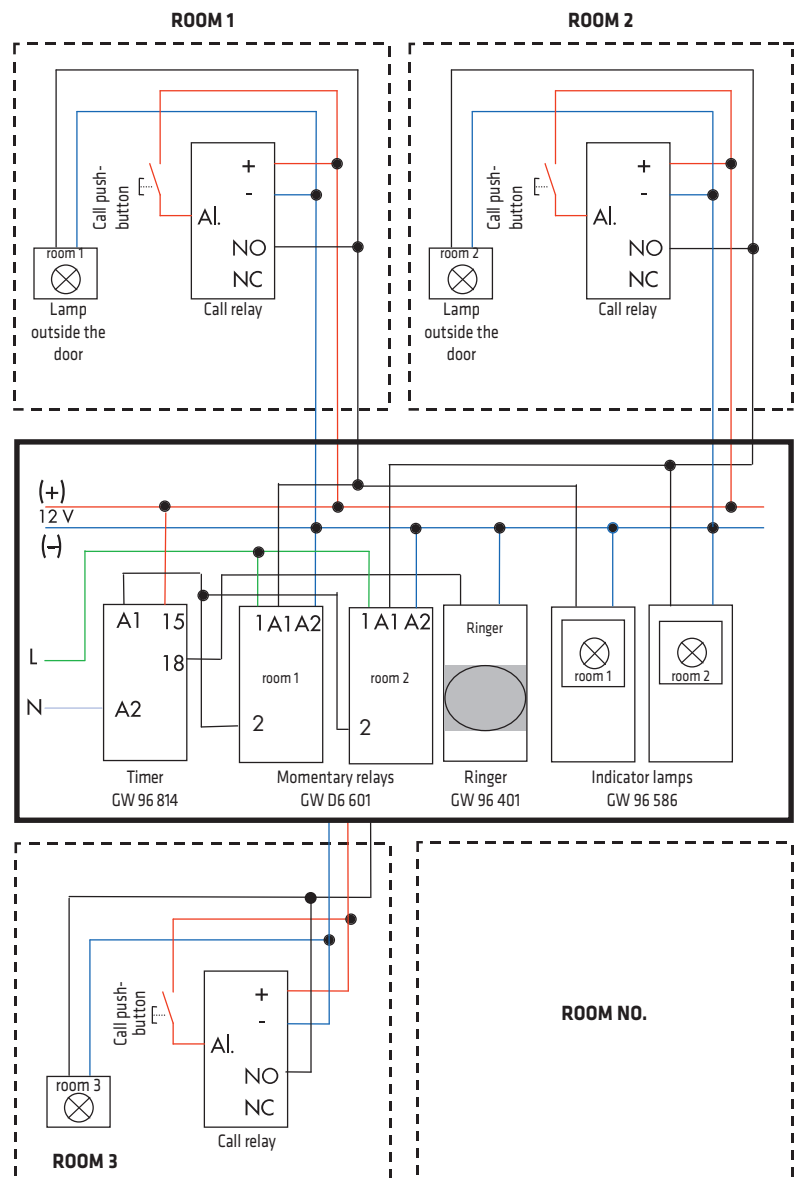 ROOM 1
ROOM 2
Call push-
button
+
-
Al.
NO
NC
room 1
Lamp
outside the
door
Call relay
Call push-
button
+
-
Al.
NO
NC
room 2
Lamp
outside the
door
Call relay
(+)
12 V
(-)
L
N
A1 15
18
A2
1 A1 A2
room 1
2
1 A1 A2
room 2
2
Ringer
room 1
room 2
Timer
GW 96 814
Momentary relays
GW D6 601
Ringer
GW 96 401
Indicator lamps
GW 96 586
Call push-
button
+
-
Al.
NO
NC
room 3
Call relay
ROOM 3
ROOM NO.